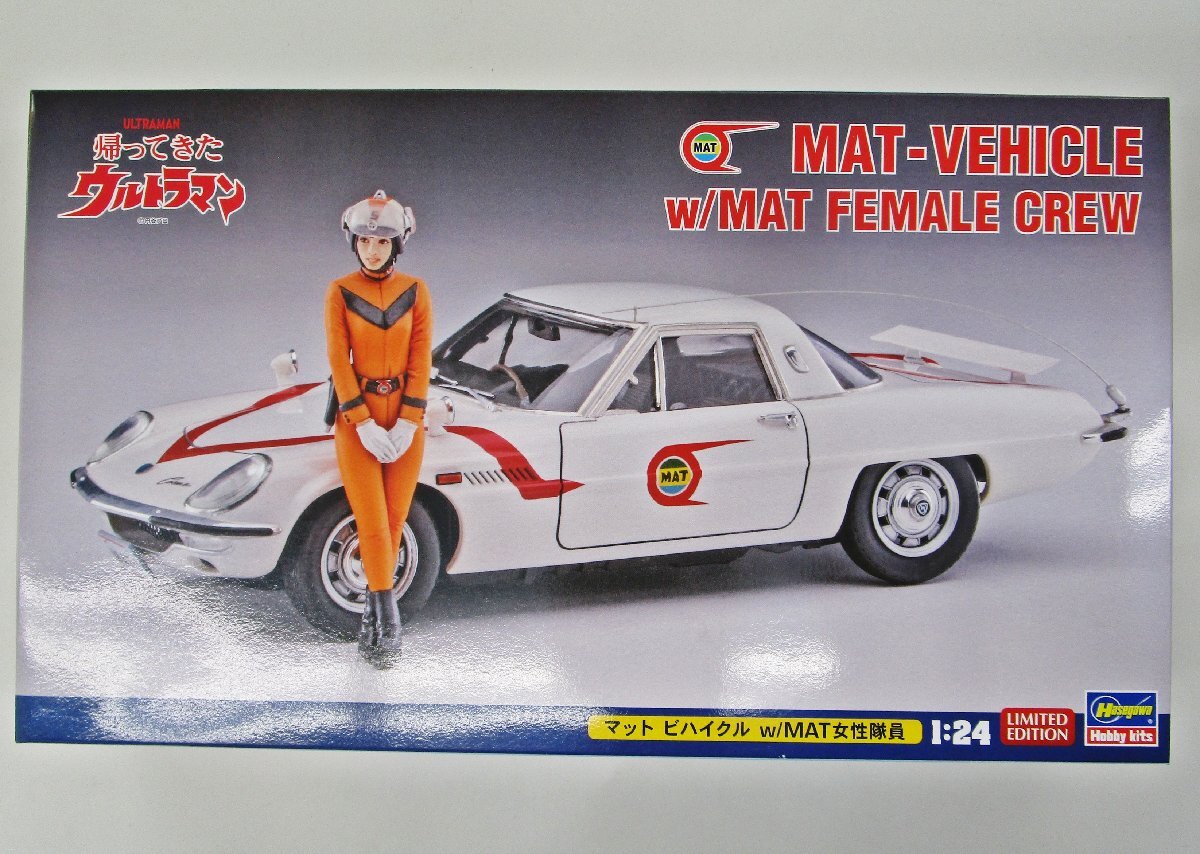 ULTRAMAN
帰ってきた
ウルトラマン
MAT
MAT-VEHICLE
w/MAT FEMALE CREW
MAT
マット ビハイクル w/MAT女性隊員
1:24
LIMITED
EDITION
Hasegawa
Hobby kits